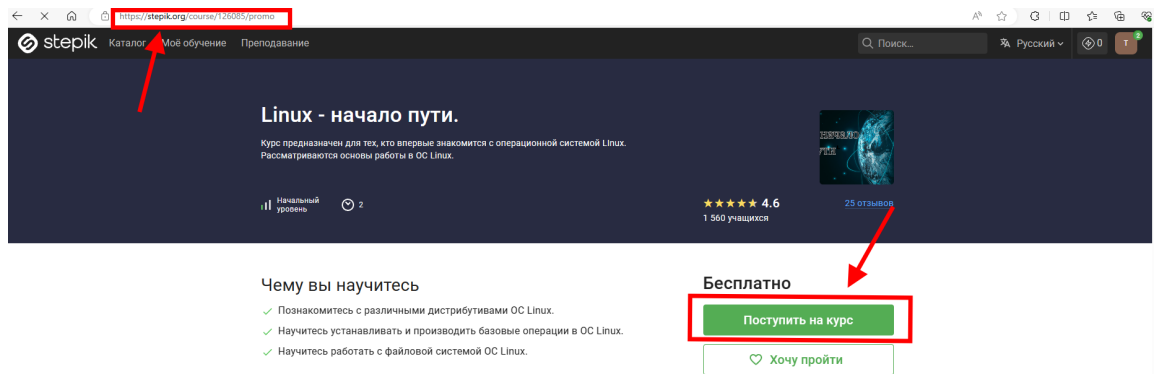 https://stepik.org/course/126085/promo
stepik Каталог Моё обучение Преподавание Поиск... Русский 0 T 2
Linux - начало пути.
Курс предназначен для тех, кто впервые знакомится с операционной системой LInux.
Рассматриваются основы работы в ОС Linux.
НАЧАЛО
ПУТИ
Начальный
уровень
2
4.6
25 отзывов
1 560 учащихся
Чему вы научитесь
Познакомитесь с различными дистрибутивами ОС Linux.
Научитесь устанавливать и производить базовые операции в ОС Linux.
Научитесь работать с файловой системой ОС Linux.
Бесплатно
Поступить на курс
Хочу пройти